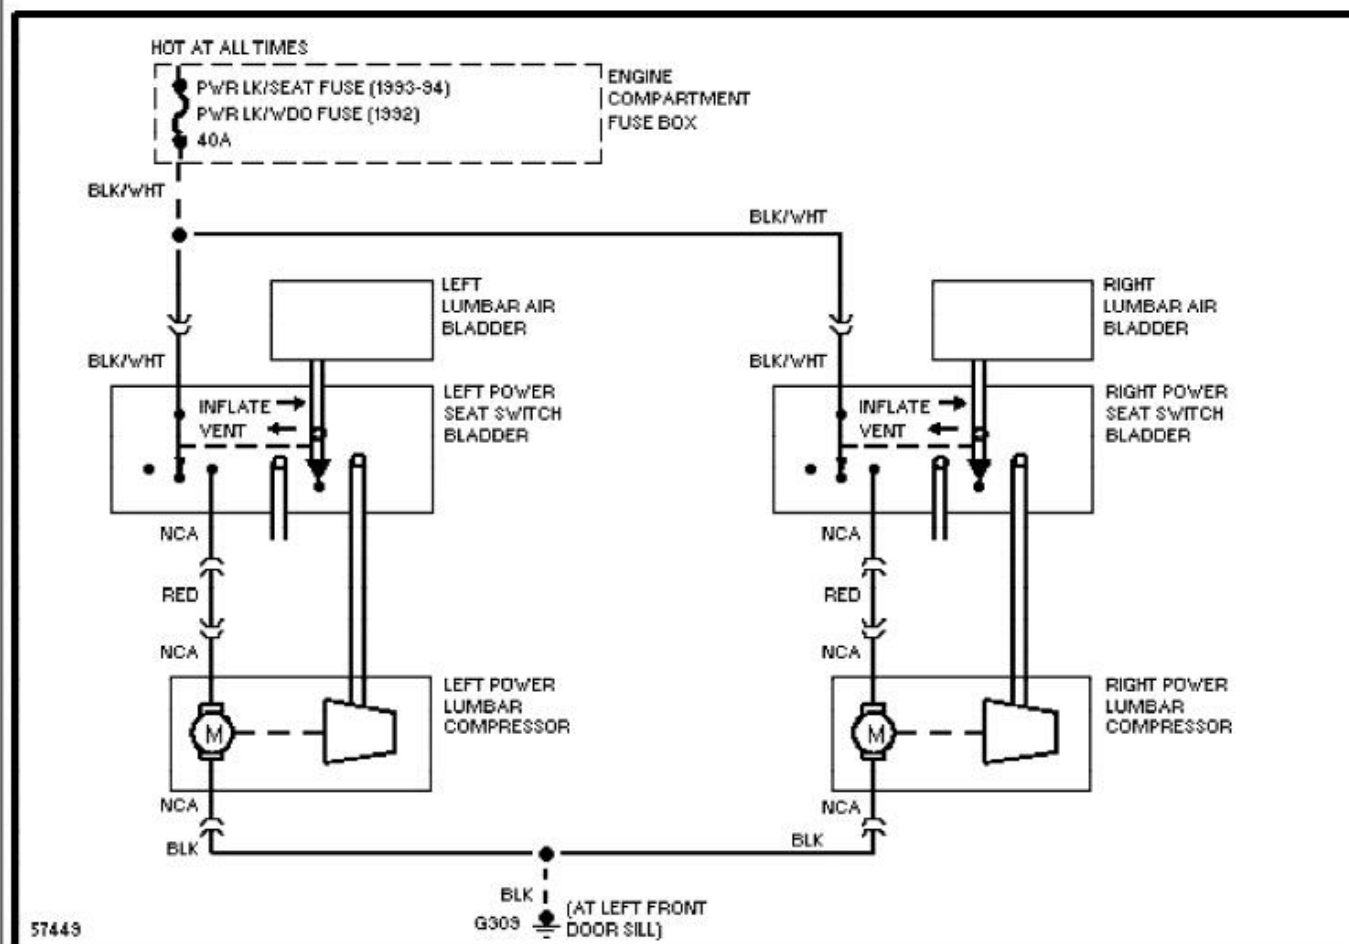 HOT AT ALL TIMES
PWR LK/SEAT FUSE (1993-94)
PWR LK/WDO FUSE (1992)
40A
ENGINE
COMPARTMENT
FUSE BOX
BLK/WHT
BLK/WHT
LEFT
LUMBAR AIR
BLADDER
RIGHT
LUMBAR AIR
BLADDER
BLK/WHT
BLK/WHT
INFLATE
VENT
LEFT POWER
SEAT SWITCH
BLADDER
INFLATE
VENT
RIGHT POWER
SEAT SWITCH
BLADDER
NCA
NCA
RED
RED
NCA
NCA
M
LEFT POWER
LUMBAR
COMPRESSOR
M
RIGHT POWER
LUMBAR
COMPRESSOR
NCA
NCA
BLK
BLK
BLK
G309
(AT LEFT FRONT
DOOR SILL)
57449